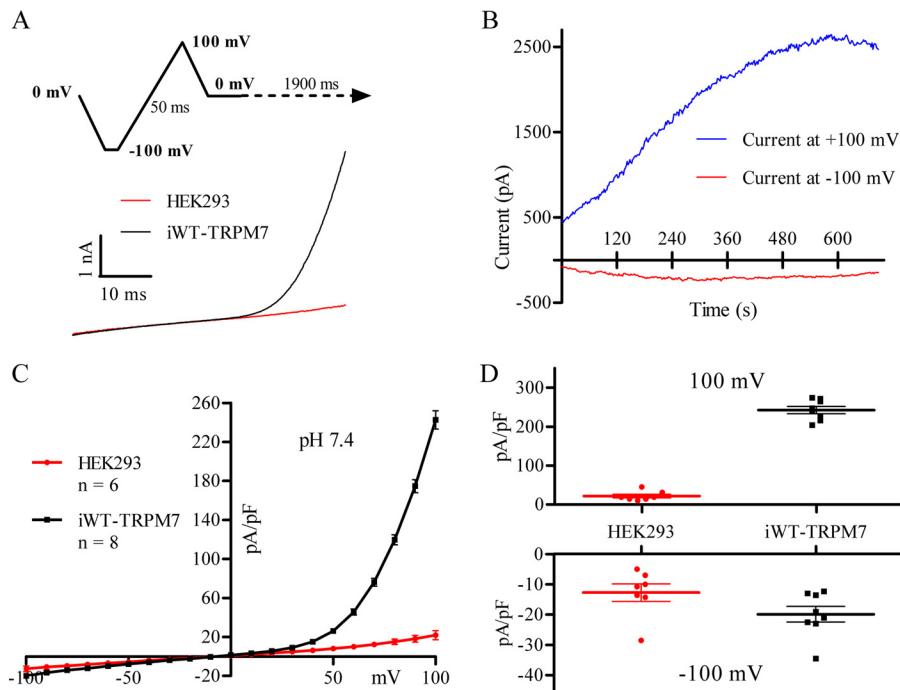 A
100 mV
0 mV
0 mV
1900 ms
50 ms
-100 mV
HEK293
iWT-TRPM7
1 nA
10 ms
B
2500
1500
500
-500
Current (pA)
Current at +100 mV
Current at -100 mV
120 240 360 480 600
Time (s)
C
260
220
180
140
100
60
20
-20
pA/pF
pH 7.4
HEK293
n = 6
iWT-TRPM7
n = 8
-100 -50 50 mV 100
D
100 mV
300
200
100
0
pA/pF
HEK293 iWT-TRPM7
0
-10
-20
-30
-40
pA/pF
-100 mV